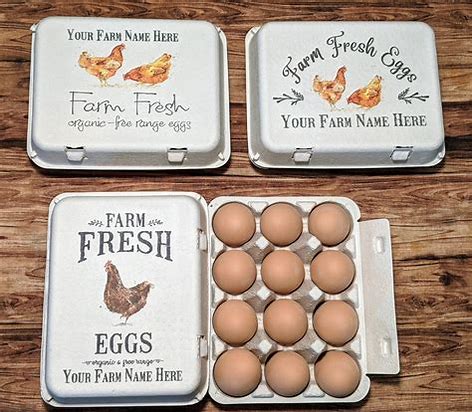 YOUR FARM NAME HERE
Farm Fresh
organic-free range eggs
Farm Fresh Eggs
YOUR FARM NAME HERE
FARM
FRESH
EGGS
organic & free range
YOUR FARM NAME HERE